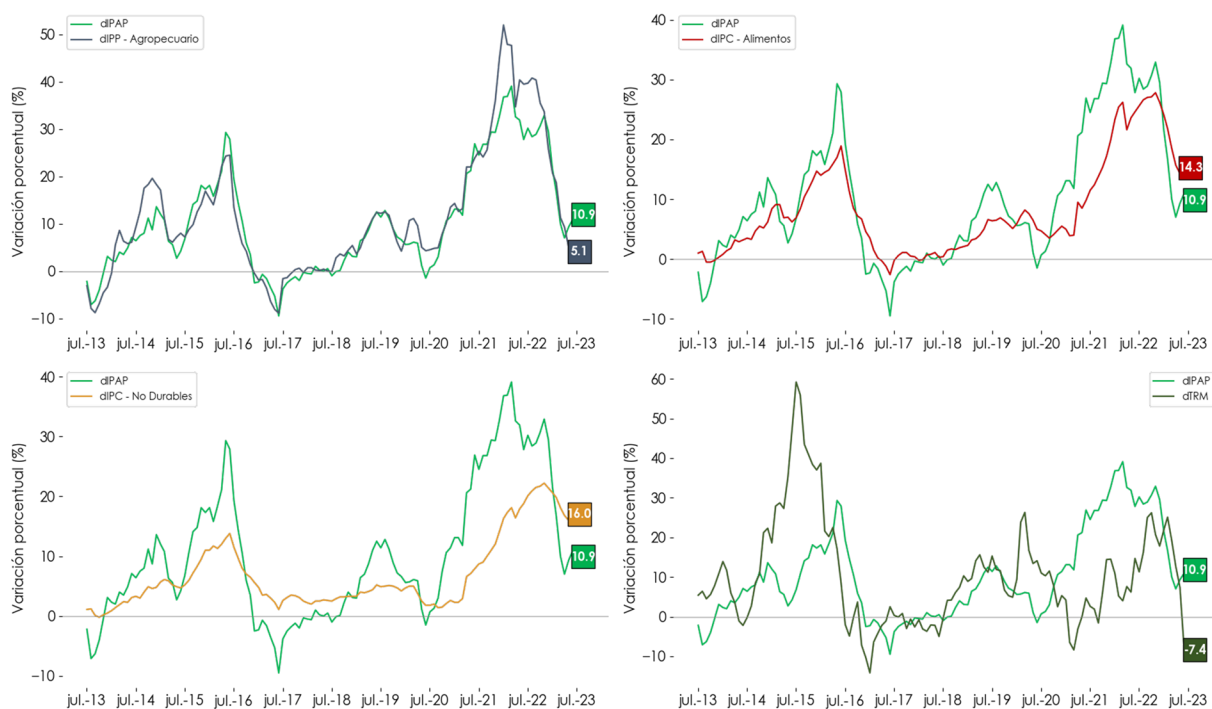 dIPAP
dIPP - Agropecuario
Variación porcentual (%)
50
40
30
20
10
0
−10
10.9
5.1
jul.-13 jul.-14 jul.-15 jul.-16 jul.-17 jul.-18 jul.-19 jul.-20 jul.-21 jul.-22 jul.-23
dIPAP
dIPC - Alimentos
Variación porcentual (%)
40
30
20
10
0
−10
14.3
10.9
jul.-13 jul.-14 jul.-15 jul.-16 jul.-17 jul.-18 jul.-19 jul.-20 jul.-21 jul.-22 jul.-23
dIPAP
dIPC - No Durables
Variación porcentual (%)
40
30
20
10
0
−10
16.0
10.9
jul.-13 jul.-14 jul.-15 jul.-16 jul.-17 jul.-18 jul.-19 jul.-20 jul.-21 jul.-22 jul.-23
dIPAP
dTRM
Variación porcentual (%)
60
50
40
30
20
10
0
−10
10.9
-7.4
jul.-13 jul.-14 jul.-15 jul.-16 jul.-17 jul.-18 jul.-19 jul.-20 jul.-21 jul.-22 jul.-23